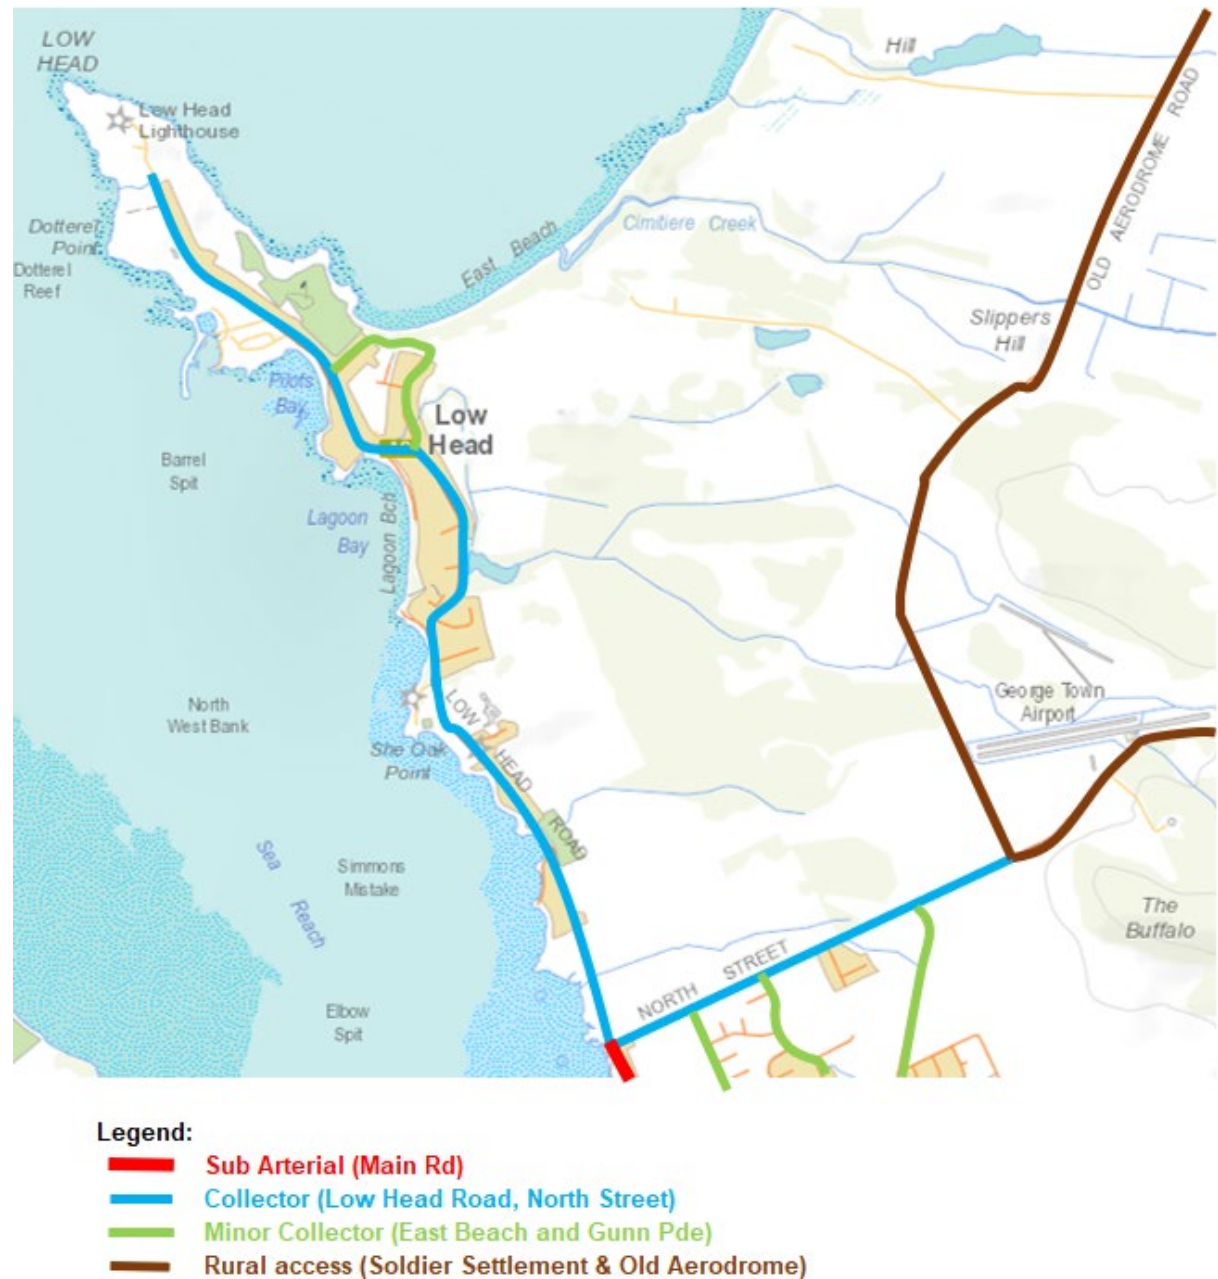 LOW
HEAD
Low Head
Lighthouse
Hill
OLD AERODROME ROAD
Dotterel
Point
Dotterel
Reef
East Beach
Cimitiere Creek
Slippers
Hill
Pilots
Bay
Low
Head
Barrel
Spit
Lagoon
Bay
Lagoon Bch
North
West Bank
George Town
Airport
LOW HEAD ROAD
She Oak
Point
Sea Reach
Simmons
Mistake
The
Buffalo
NORTH STREET
Elbow
Spit
Legend:
Sub Arterial (Main Rd)
Collector (Low Head Road, North Street)
Minor Collector (East Beach and Gunn Pde)
Rural access (Soldier Settlement & Old Aerodrome)